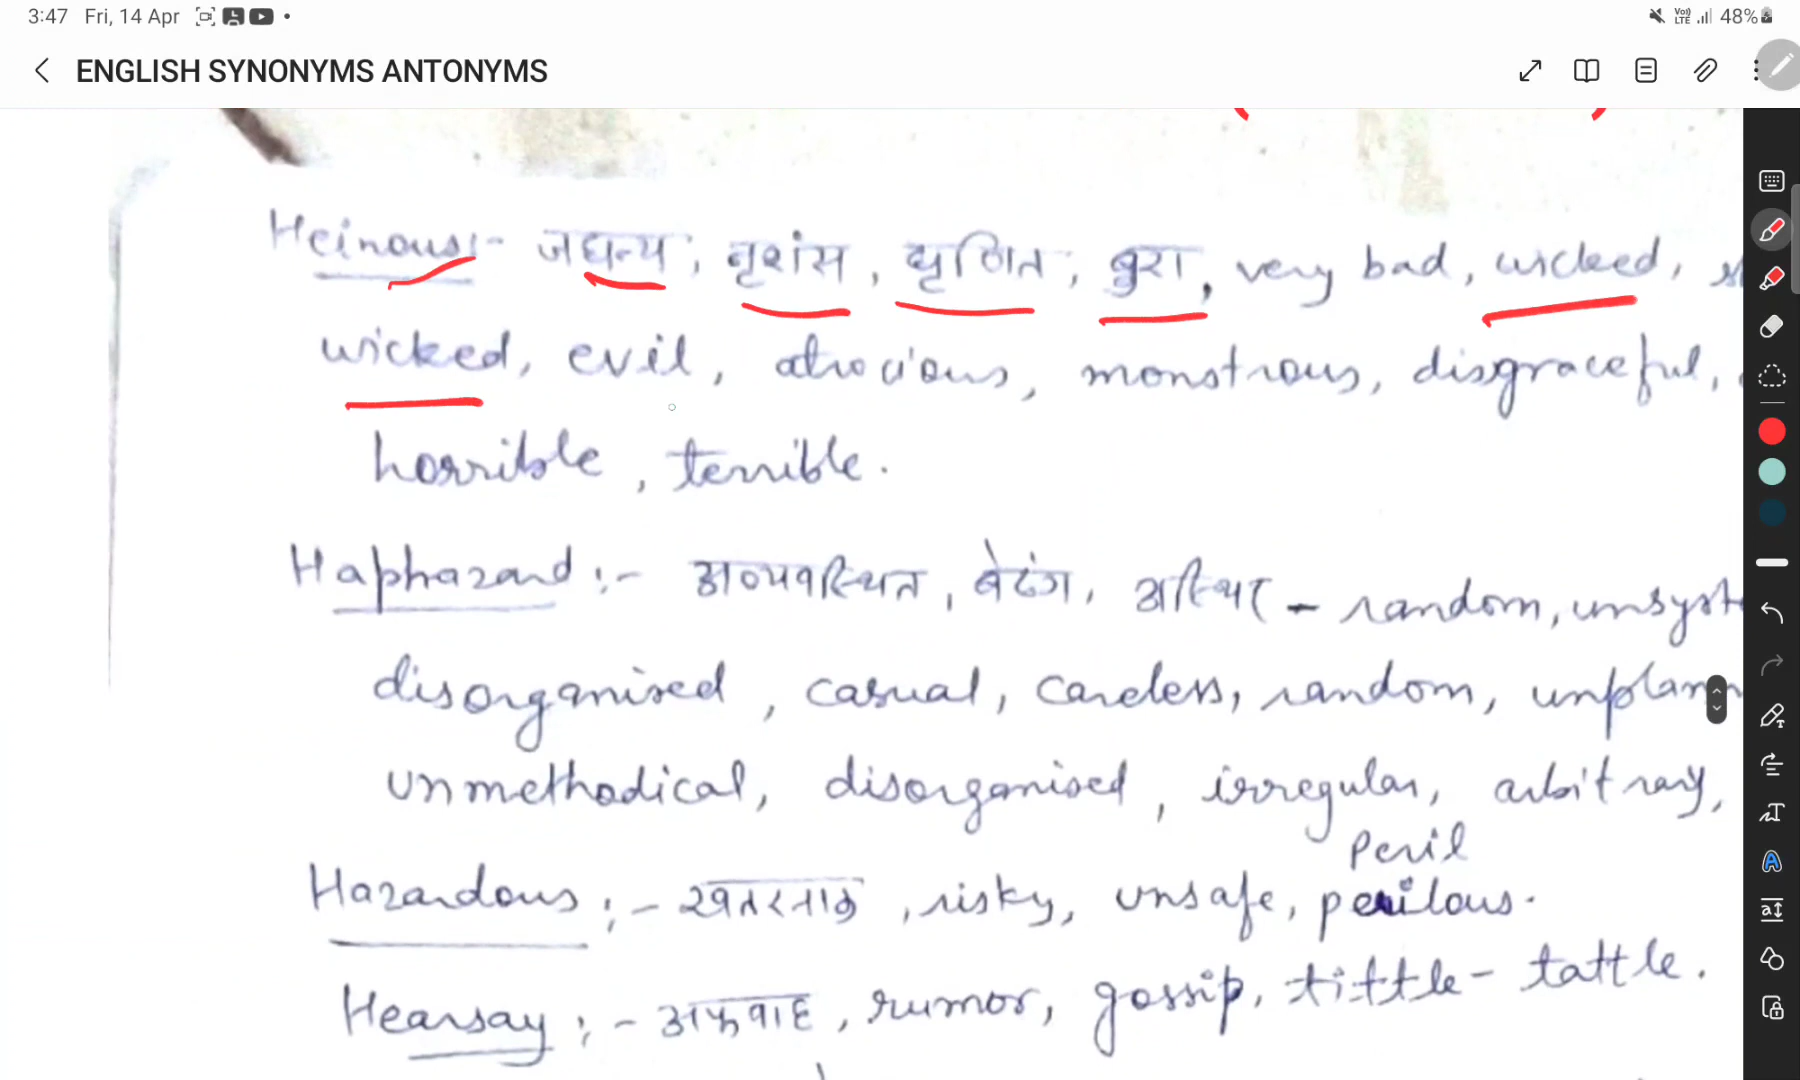 3:47 Fri, 14 Apr
48%
ENGLISH SYNONYMS ANTONYMS
Heinous:- जघन्य, नृशंस, घृणित, बुरा, very bad, wicked,
wicked, evil, atrocious, monstrous, disgraceful,
horrible, terrible.
Haphazard :- अव्यवस्थित, बेढंग, अस्थिर - random, unsyste
disorganised, casual, careless, random, unplann
unmethodical, disorganised, irregular, arbitrary,
Peril
Hazardous :- खतरनाक, risky, unsafe, perilous.
Hearsay :- अफवाह, rumor, gossip, tittle-tattle.